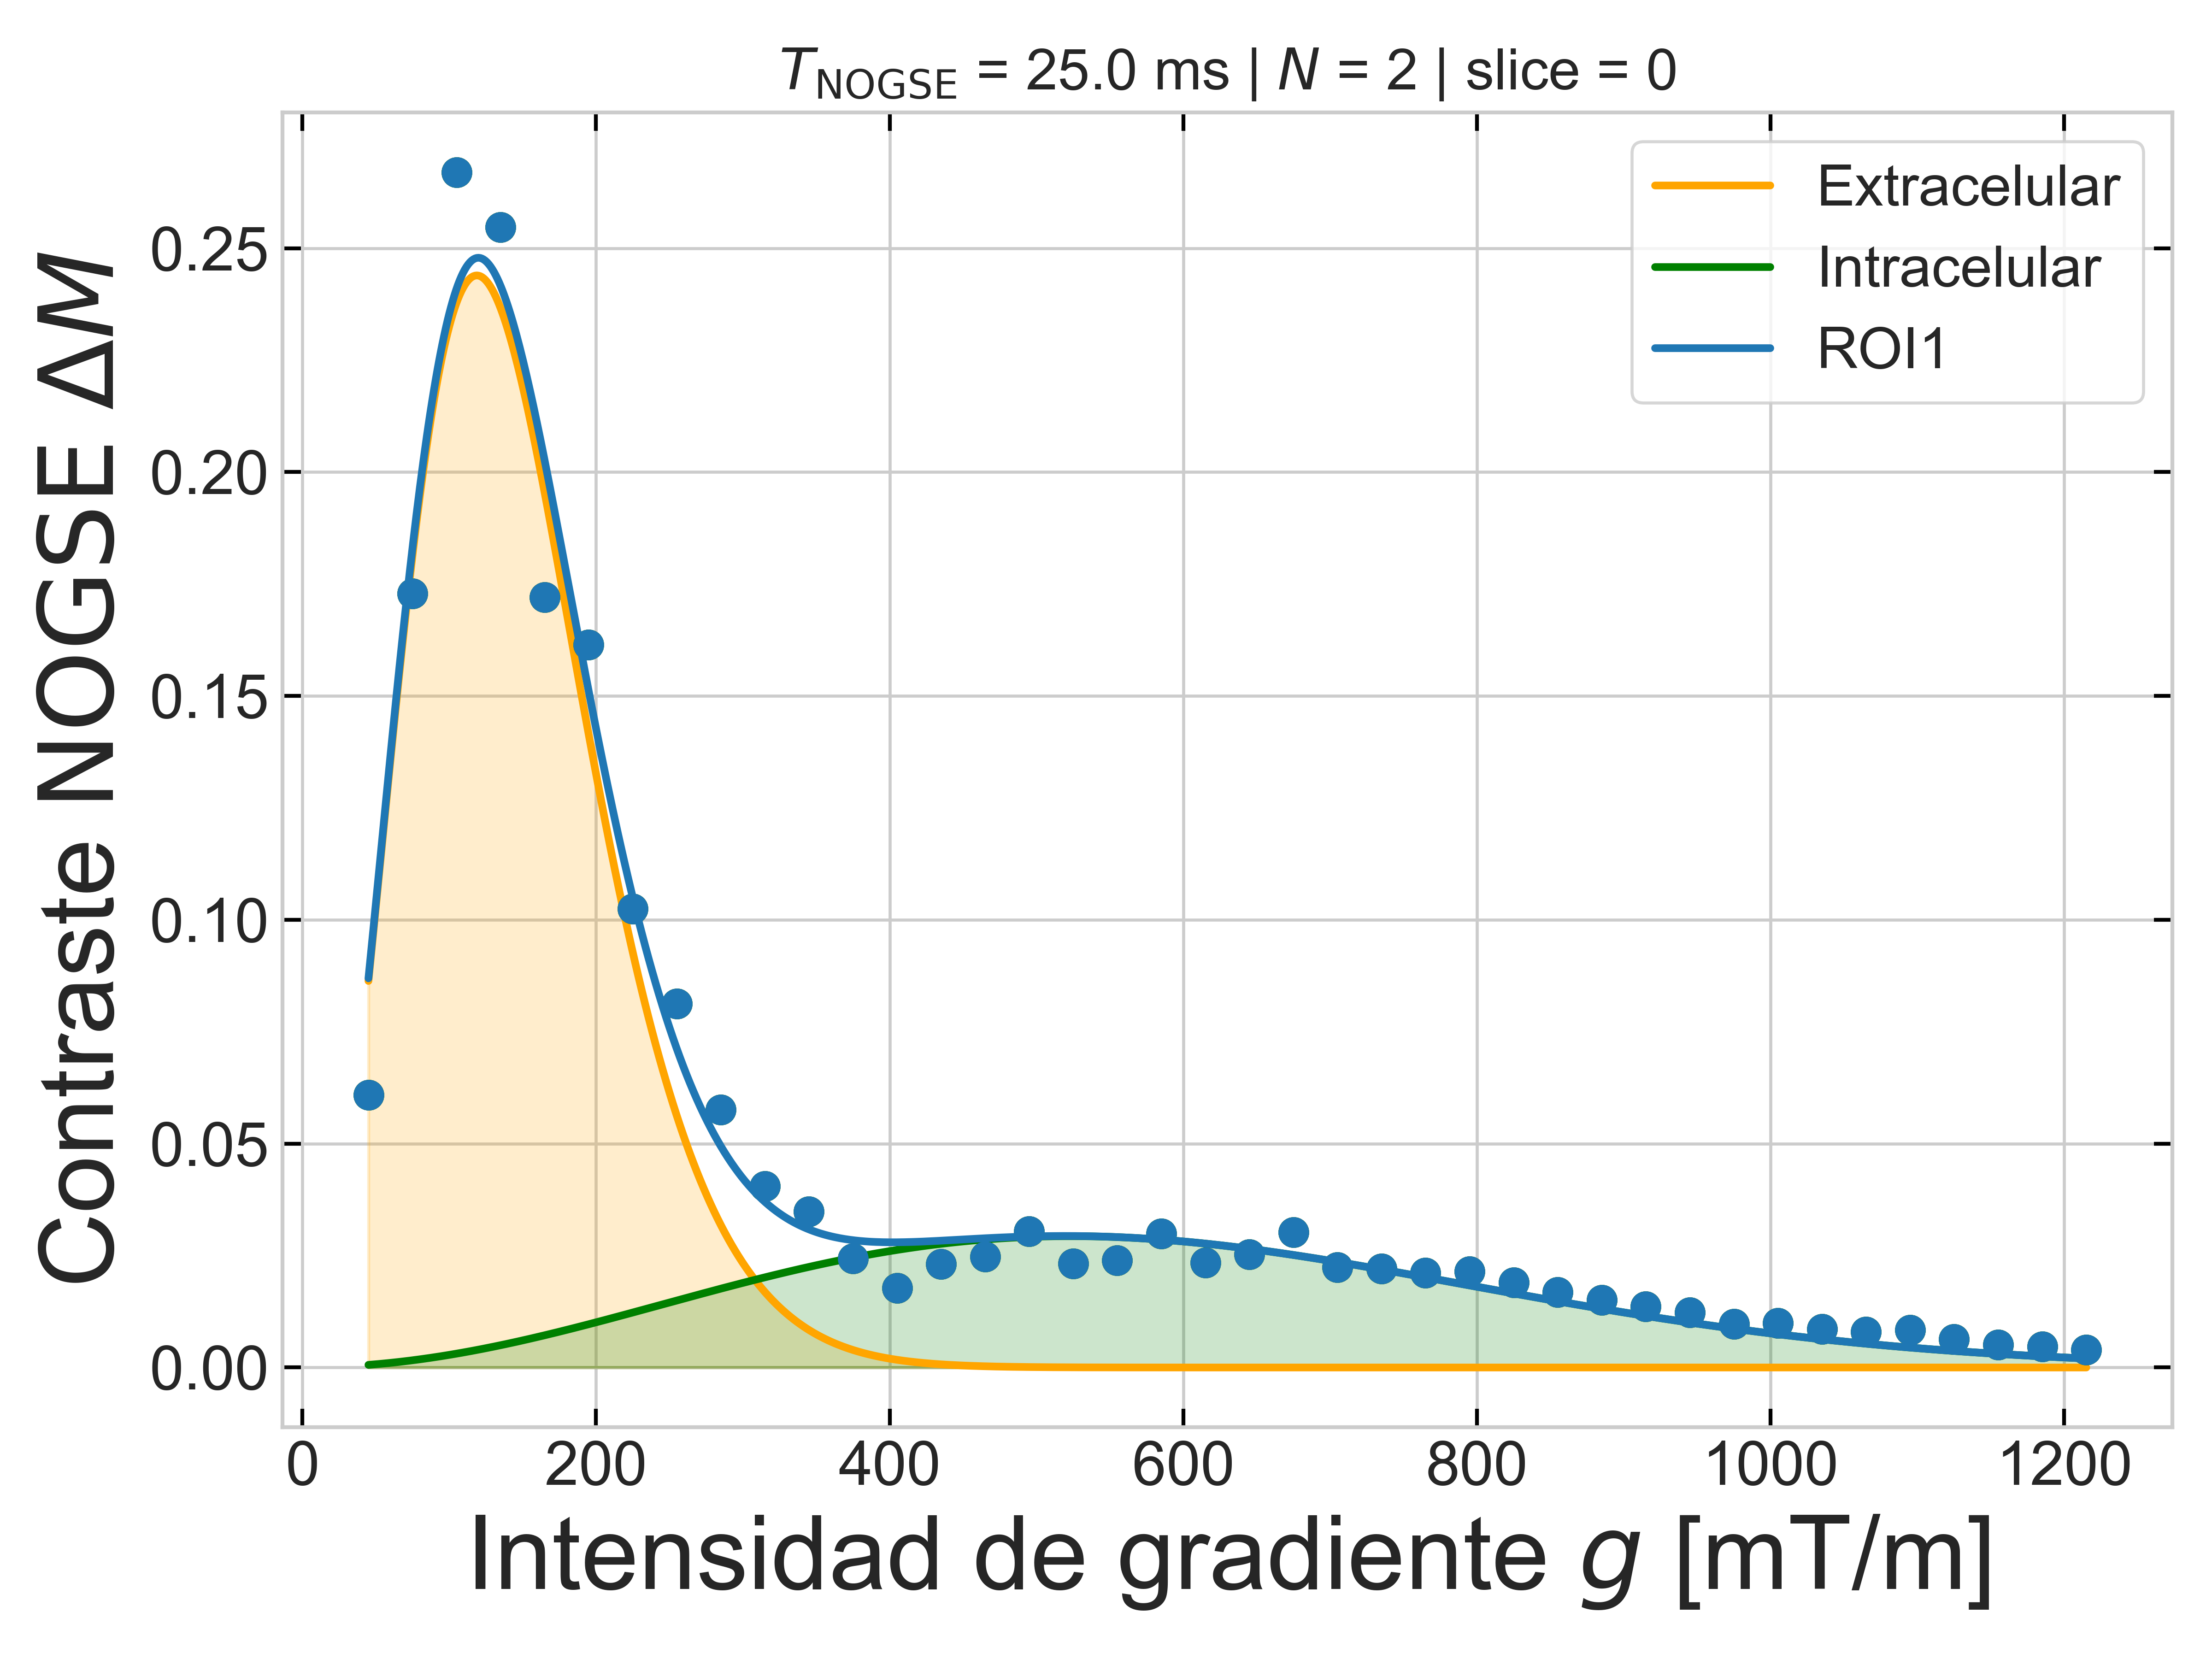 T_NOGSE = 25.0 ms | N = 2 | slice = 0
Extracelular
Intracelular
ROI1
Contraste NOGSE ΔM
0.25
0.20
0.15
0.10
0.05
0.00
0 200 400 600 800 1000 1200
Intensidad de gradiente g [mT/m]